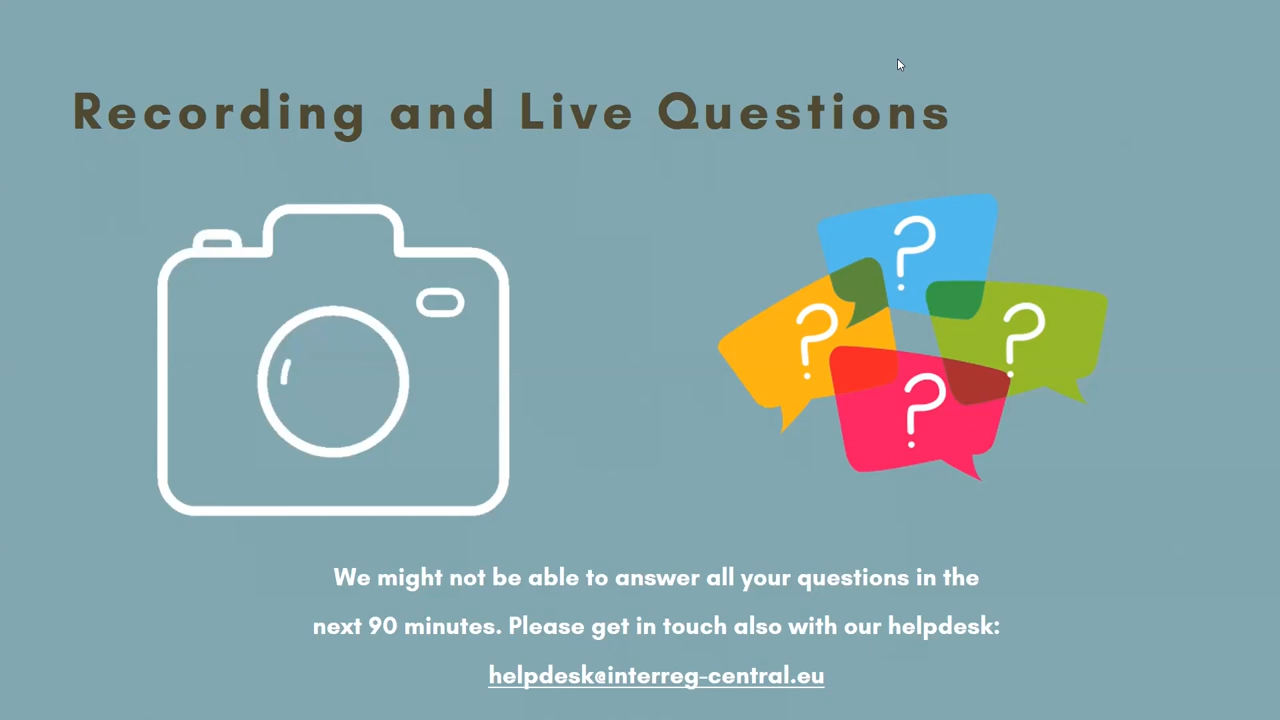 Recording and Live Questions
?
?
?
?
We might not be able to answer all your questions in the
next 90 minutes. Please get in touch also with our helpdesk:
helpdesk@interreg-central.eu